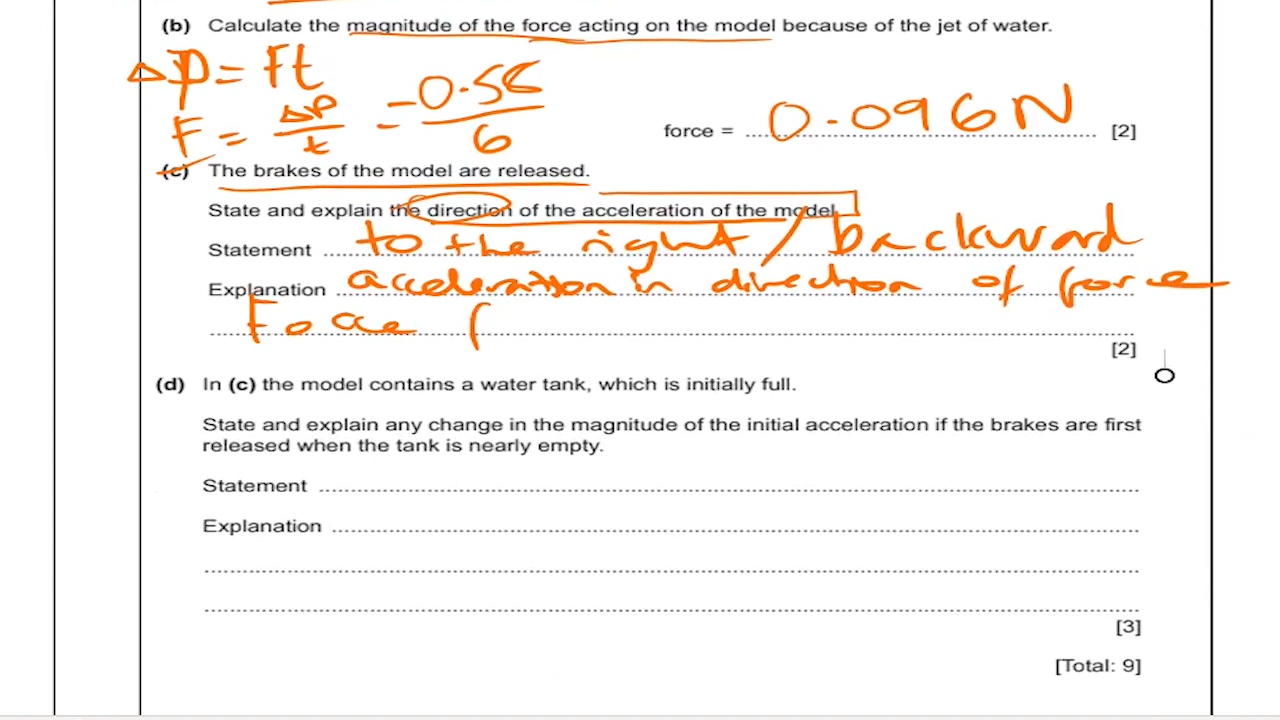 (b) Calculate the magnitude of the force acting on the model because of the jet of water.
Δp = Ft
F = Δp/t = -0.58/6
force = 0.096N [2]
(c) The brakes of the model are released.
State and explain the direction of the acceleration of the model.
Statement to the right / backward
Explanation acceleration in direction of force
[2]
(d) In (c) the model contains a water tank, which is initially full.
State and explain any change in the magnitude of the initial acceleration if the brakes are first
released when the tank is nearly empty.
Statement
Explanation
[3]
[Total: 9]